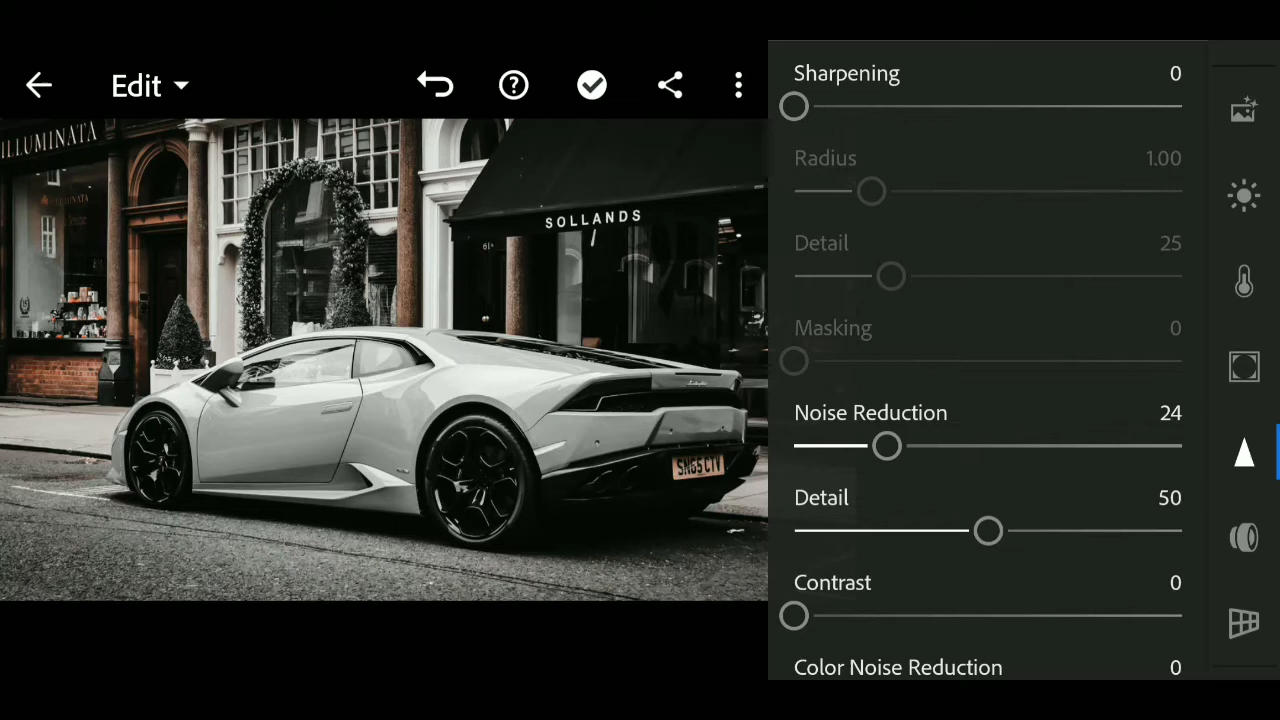 Edit
ILLUMINATA
SOLLANDS
61A
SN65 CTV
Sharpening 0
Radius 1.00
Detail 25
Masking 0
Noise Reduction 24
Detail 50
Contrast 0
Color Noise Reduction 0